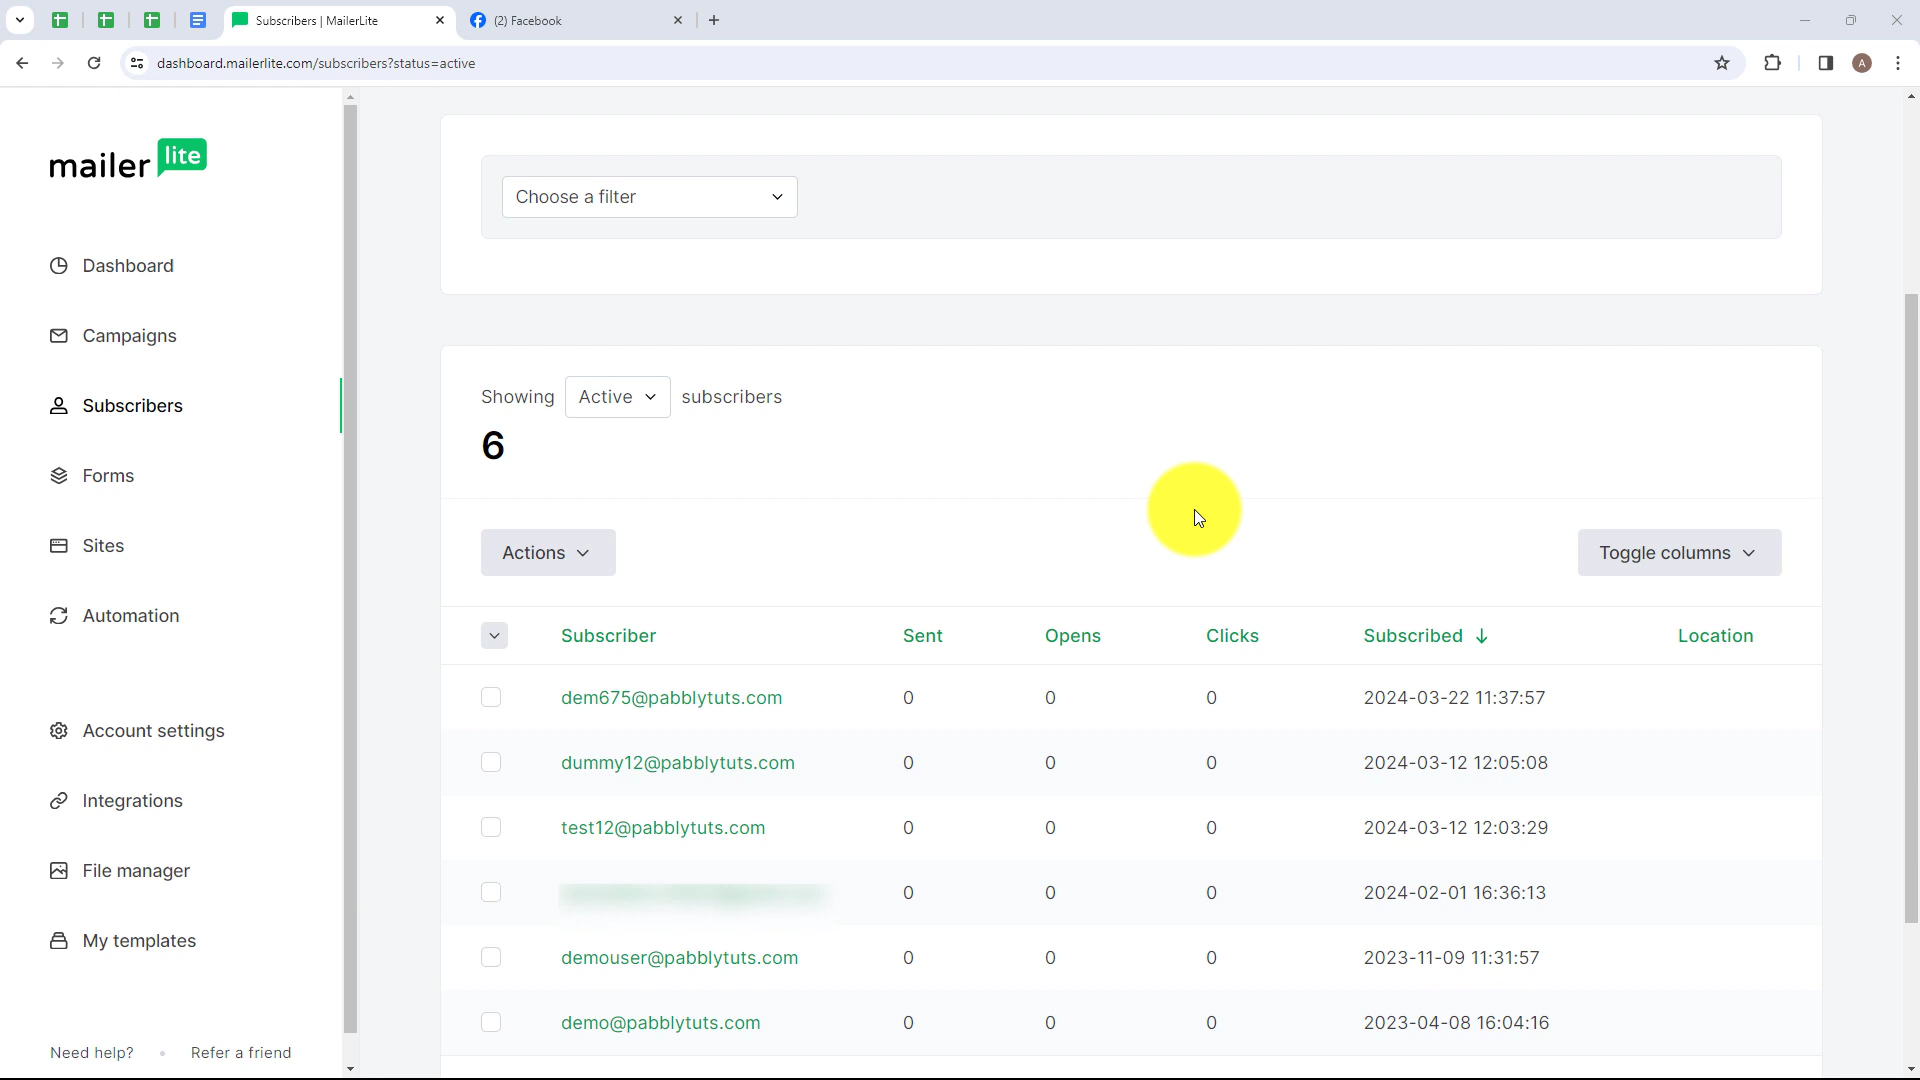 Subscribers | MailerLite
(2) Facebook
dashboard.mailerlite.com/subscribers?status=active
A
mailer lite
Dashboard
Campaigns
Subscribers
Forms
Sites
Automation
Account settings
Integrations
File manager
My templates
Need help? • Refer a friend
Choose a filter
Showing Active subscribers
6
Actions
Toggle columns
Subscriber Sent Opens Clicks Subscribed ↓ Location
dem675@pabblytuts.com 0 0 0 2024-03-22 11:37:57
dummy12@pabblytuts.com 0 0 0 2024-03-12 12:05:08
test12@pabblytuts.com 0 0 0 2024-03-12 12:03:29
0 0 0 2024-02-01 16:36:13
demouser@pabblytuts.com 0 0 0 2023-11-09 11:31:57
demo@pabblytuts.com 0 0 0 2023-04-08 16:04:16